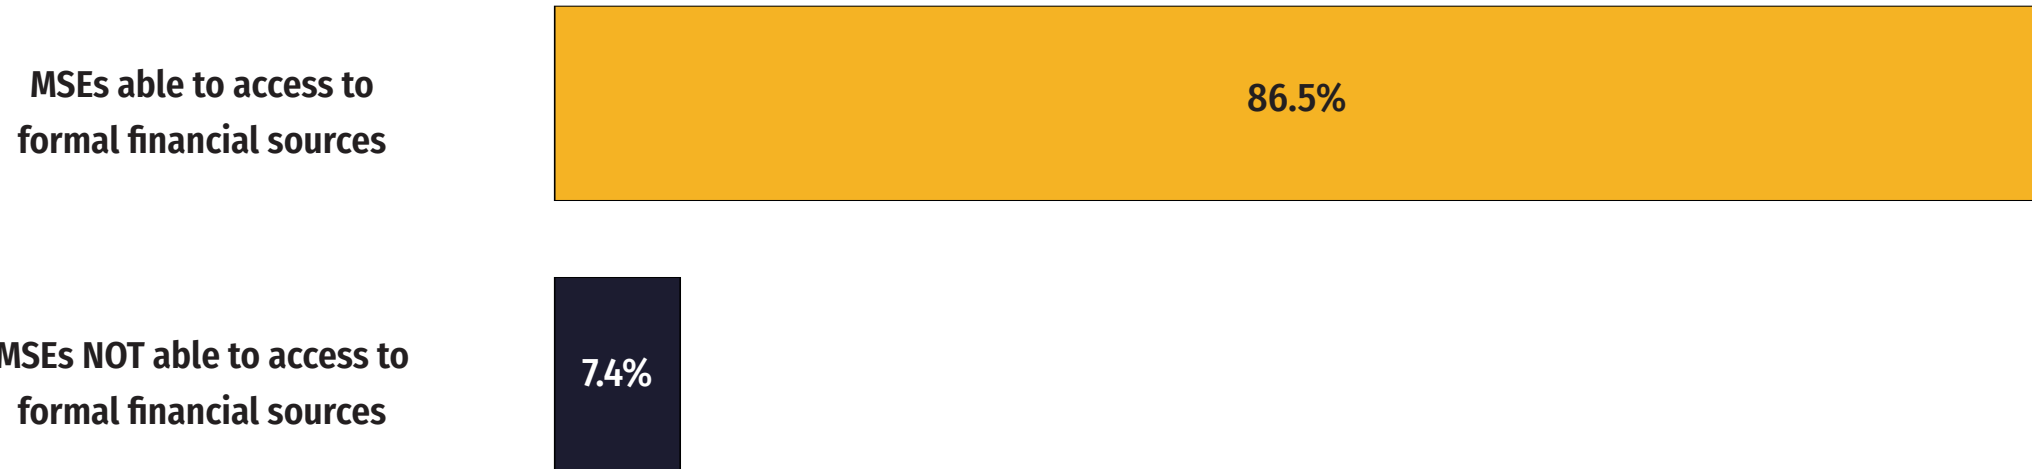 MSEs able to access to
formal financial sources
86.5%
MSEs NOT able to access to
formal financial sources
7.4%